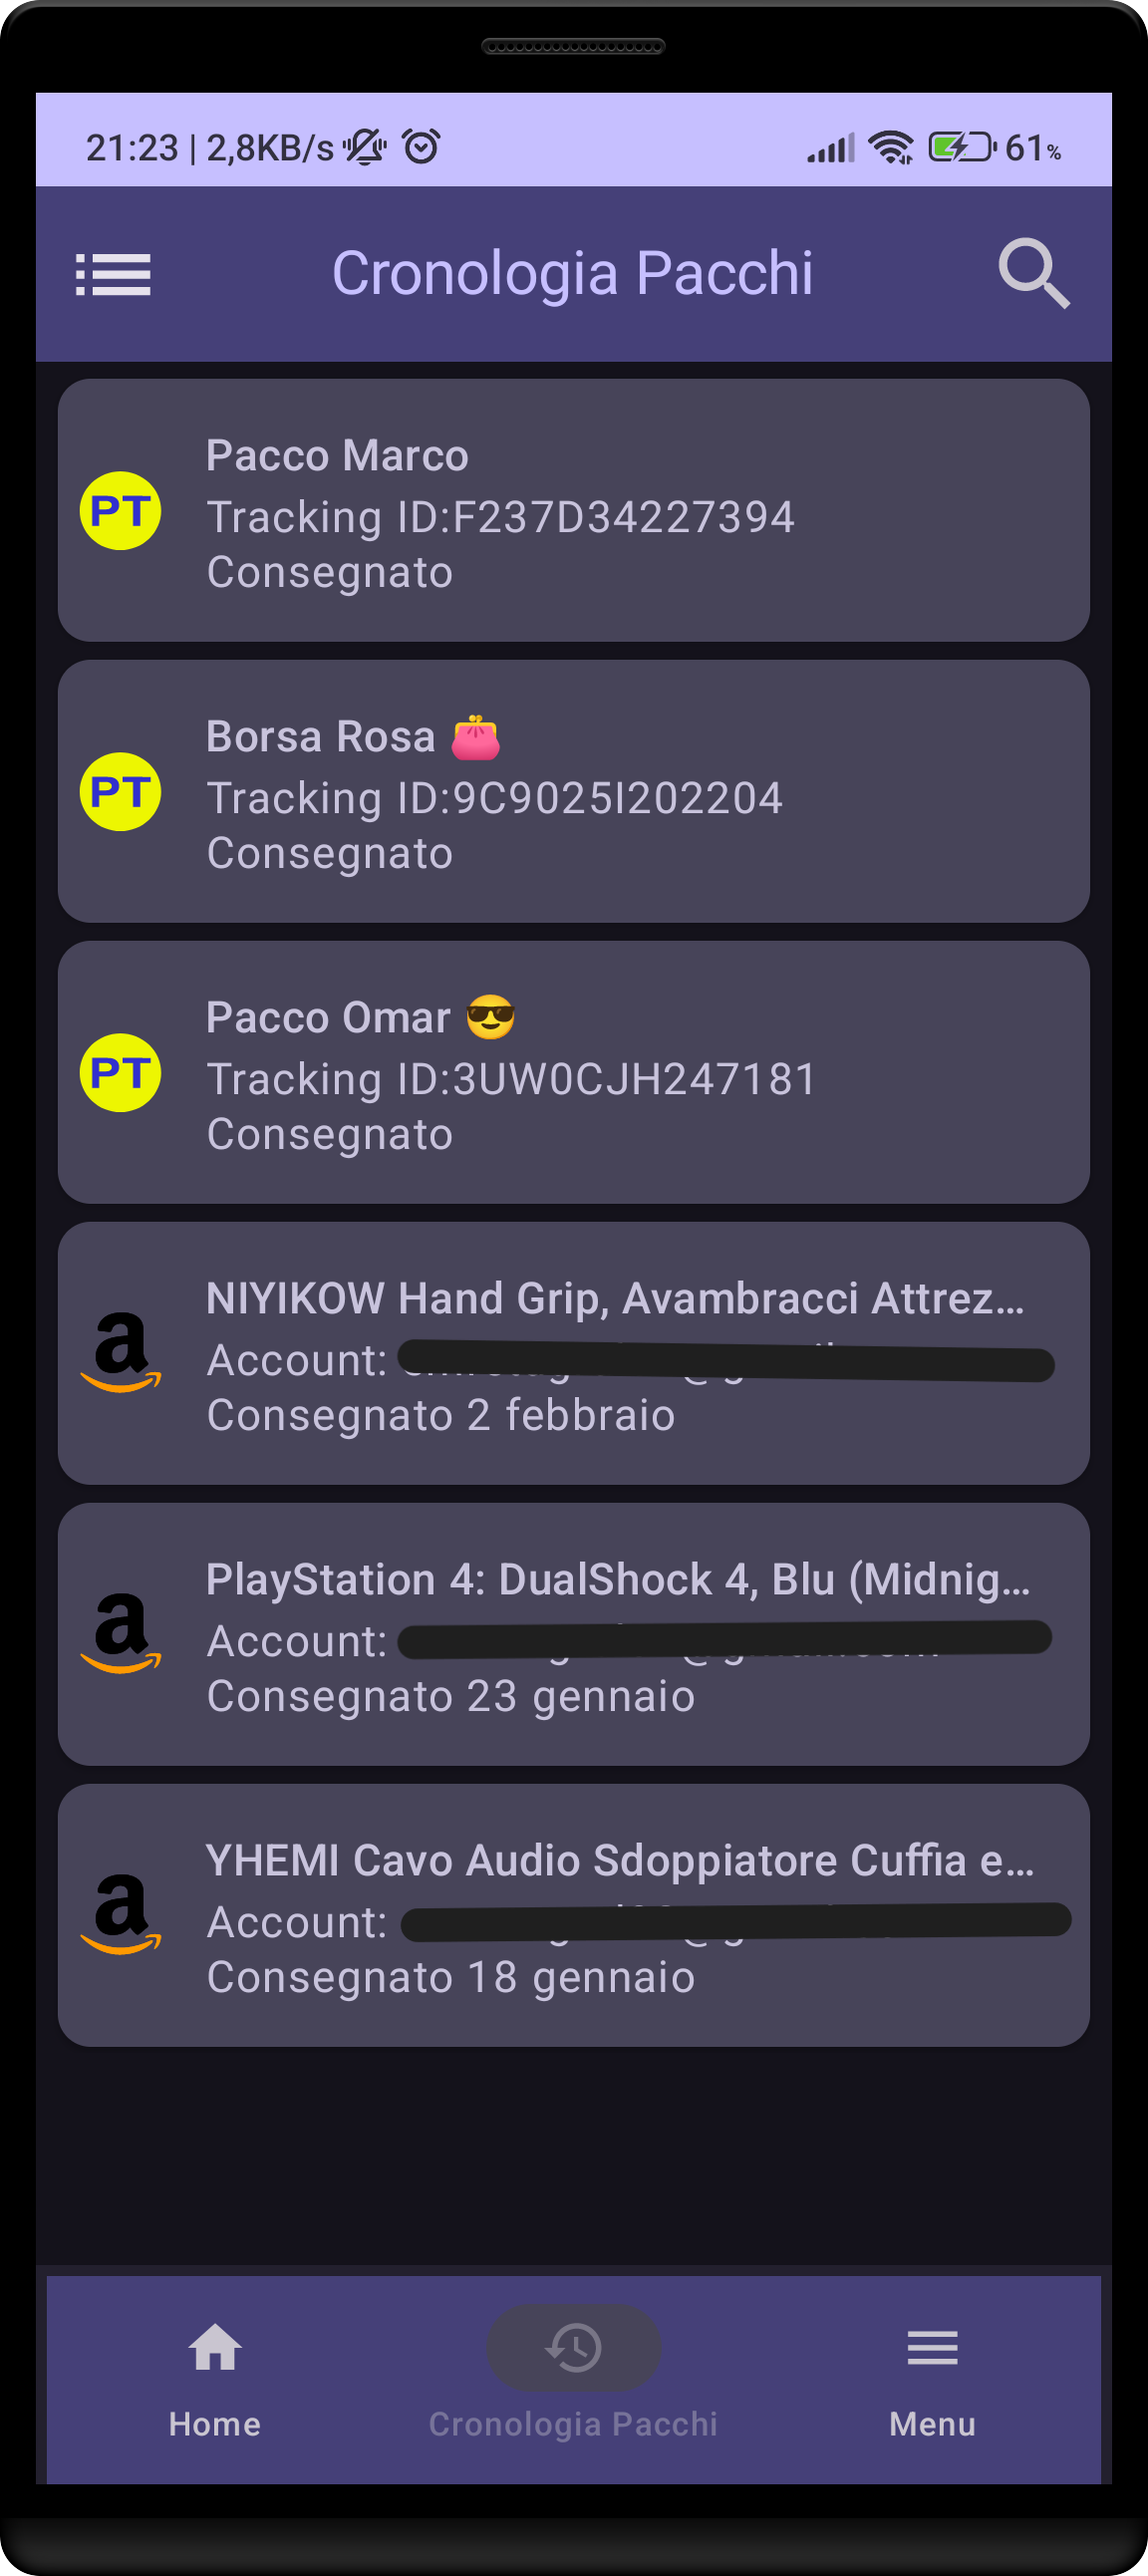 21:23 | 2,8KB/s
61%
Cronologia Pacchi
Pacco Marco
PT
Tracking ID:F237D34227394
Consegnato
Borsa Rosa 👛
PT
Tracking ID:9C9025I202204
Consegnato
Pacco Omar 😎
PT
Tracking ID:3UW0CJH247181
Consegnato
NIYIKOW Hand Grip, Avambracci Attrez...
a
Account:
Consegnato 2 febbraio
PlayStation 4: DualShock 4, Blu (Midnig...
a
Account:
Consegnato 23 gennaio
YHEMI Cavo Audio Sdoppiatore Cuffia e...
a
Account:
Consegnato 18 gennaio
Home
Cronologia Pacchi
Menu